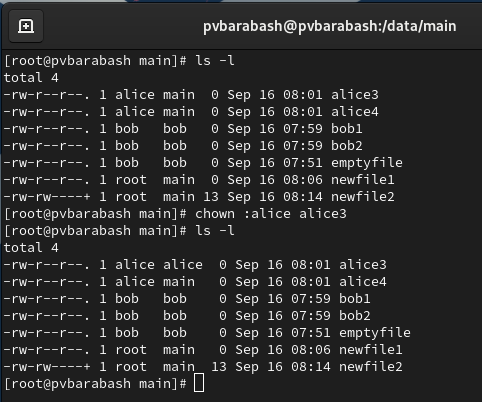 pvbarabash@pvbarabash:/data/main
[root@pvbarabash main]# ls -l
total 4
-rw-r--r--. 1 alice main  0 Sep 16 08:01 alice3
-rw-r--r--. 1 alice main  0 Sep 16 08:01 alice4
-rw-r--r--. 1 bob   bob   0 Sep 16 07:59 bob1
-rw-r--r--. 1 bob   bob   0 Sep 16 07:59 bob2
-rw-r--r--. 1 bob   bob   0 Sep 16 07:51 emptyfile
-rw-r--r--. 1 root  main  0 Sep 16 08:06 newfile1
-rw-rw----+ 1 root  main 13 Sep 16 08:14 newfile2
[root@pvbarabash main]# chown :alice alice3
[root@pvbarabash main]# ls -l
total 4
-rw-r--r--. 1 alice alice  0 Sep 16 08:01 alice3
-rw-r--r--. 1 alice main   0 Sep 16 08:01 alice4
-rw-r--r--. 1 bob   bob    0 Sep 16 07:59 bob1
-rw-r--r--. 1 bob   bob    0 Sep 16 07:59 bob2
-rw-r--r--. 1 bob   bob    0 Sep 16 07:51 emptyfile
-rw-r--r--. 1 root  main   0 Sep 16 08:06 newfile1
-rw-rw----+ 1 root  main  13 Sep 16 08:14 newfile2
[root@pvbarabash main]#